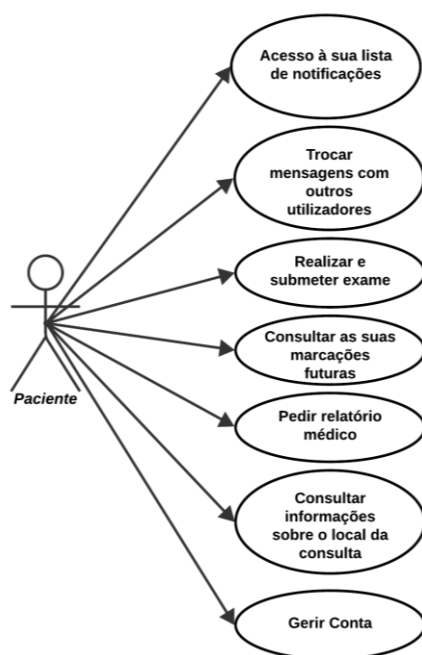 Acesso à sua lista
de notificações
Trocar
mensagens com
outros
utilizadores
Realizar e
submeter exame
Consultar as suas
marcações
futuras
Paciente
Pedir relatório
médico
Consultar
informações
sobre o local da
consulta
Gerir Conta